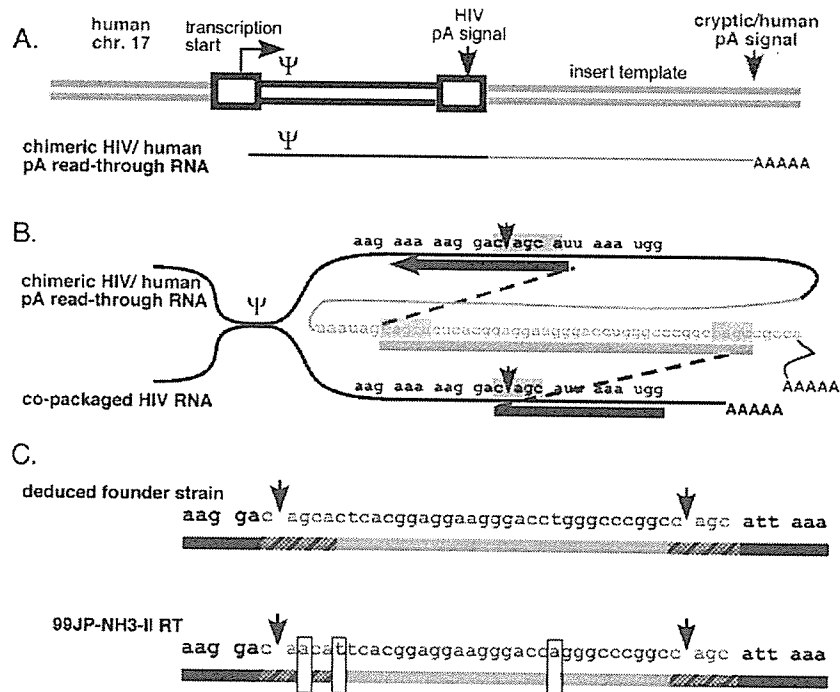 A.
human chr. 17
transcription start
Ψ
HIV pA signal
insert template
cryptic/human pA signal
chimeric HIV/ human pA read-through RNA
Ψ
AAAAA
B.
aag aaa aag gac agc auu aaa ugg
chimeric HIV/ human pA read-through RNA
Ψ
AAAAA
co-packaged HIV RNA
aag aaa aag gac agc auu aaa ugg
AAAAA
C.
deduced founder strain
aag gac agcactcacggaggaagggacctgggcccggcc agc att aaa
99JP-NH3-II RT
aag gac aacattcacggaggaagggaccagggcccggcc agc att aaa